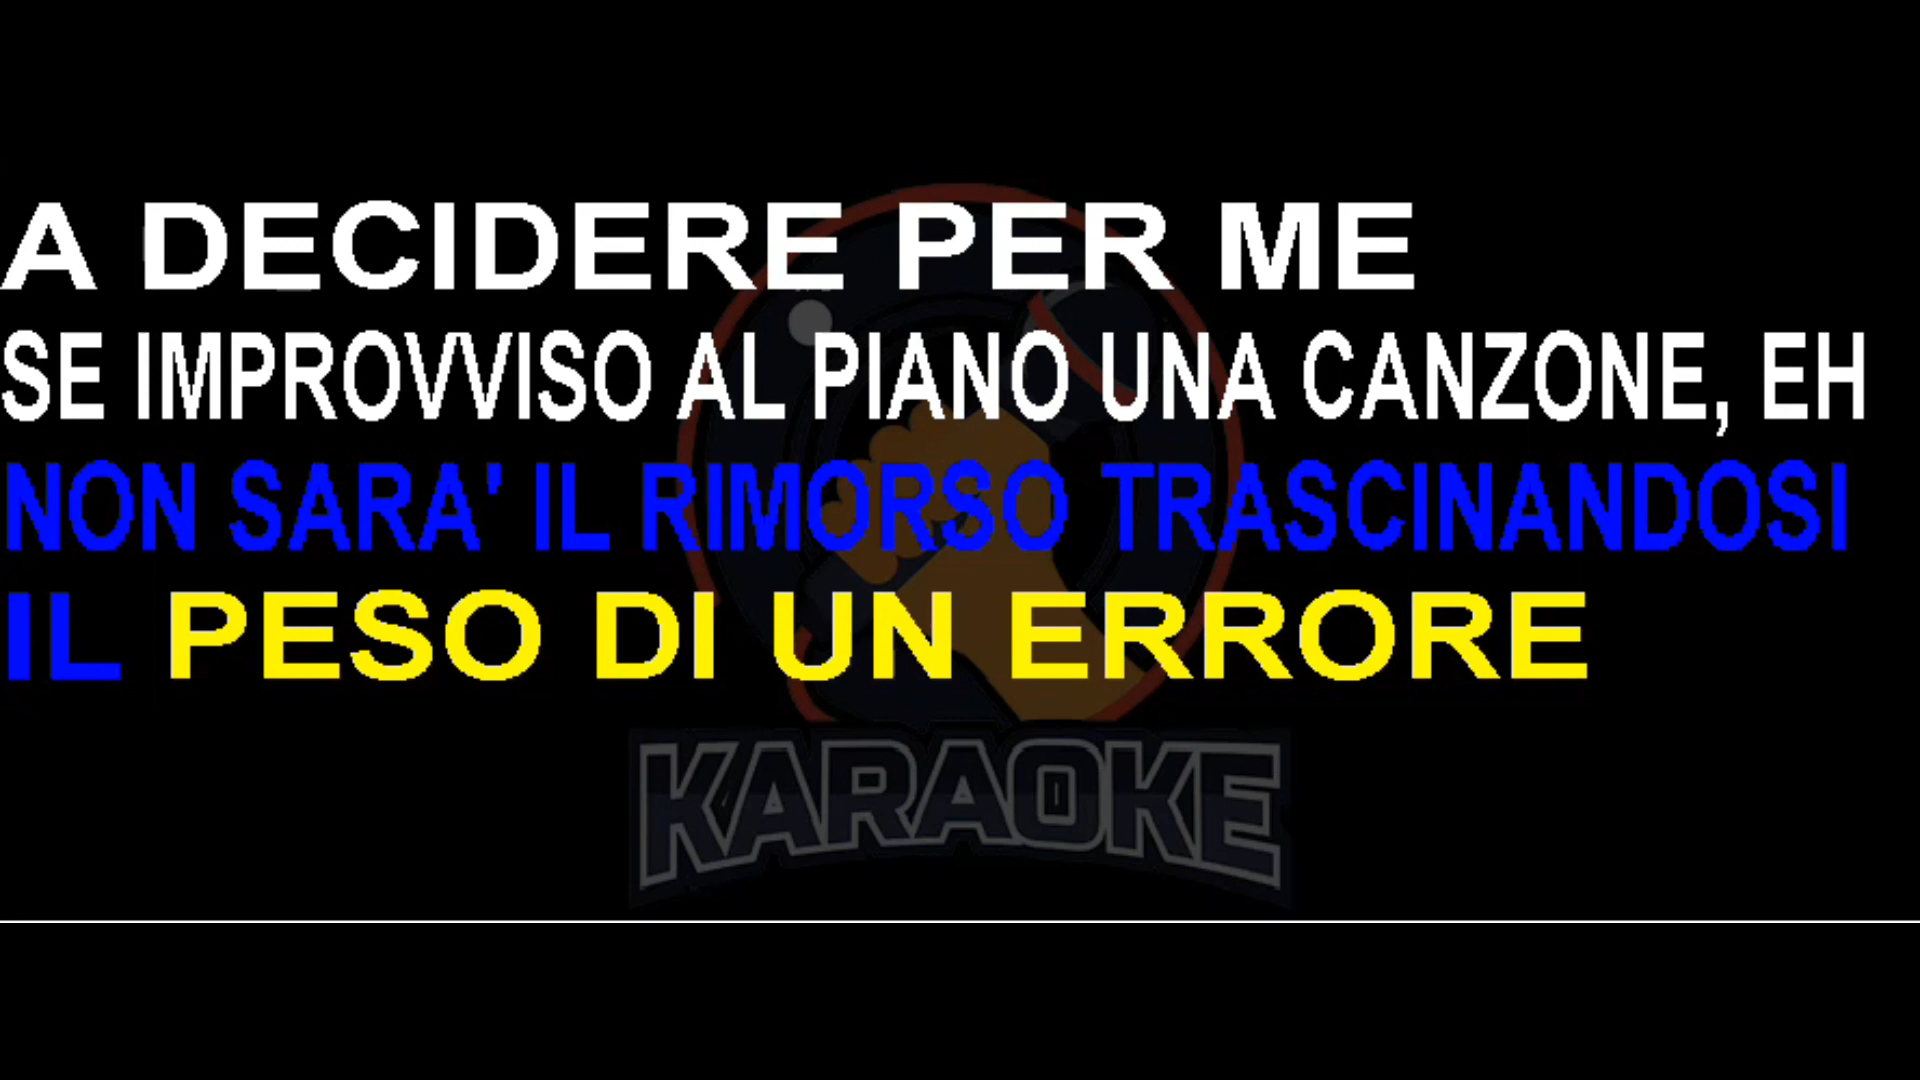 A DECIDERE PER ME
SE IMPROVVISO AL PIANO UNA CANZONE, EH
NON SARA' IL RIMORSO TRASCINANDOSI
IL PESO DI UN ERRORE
KARAOKE